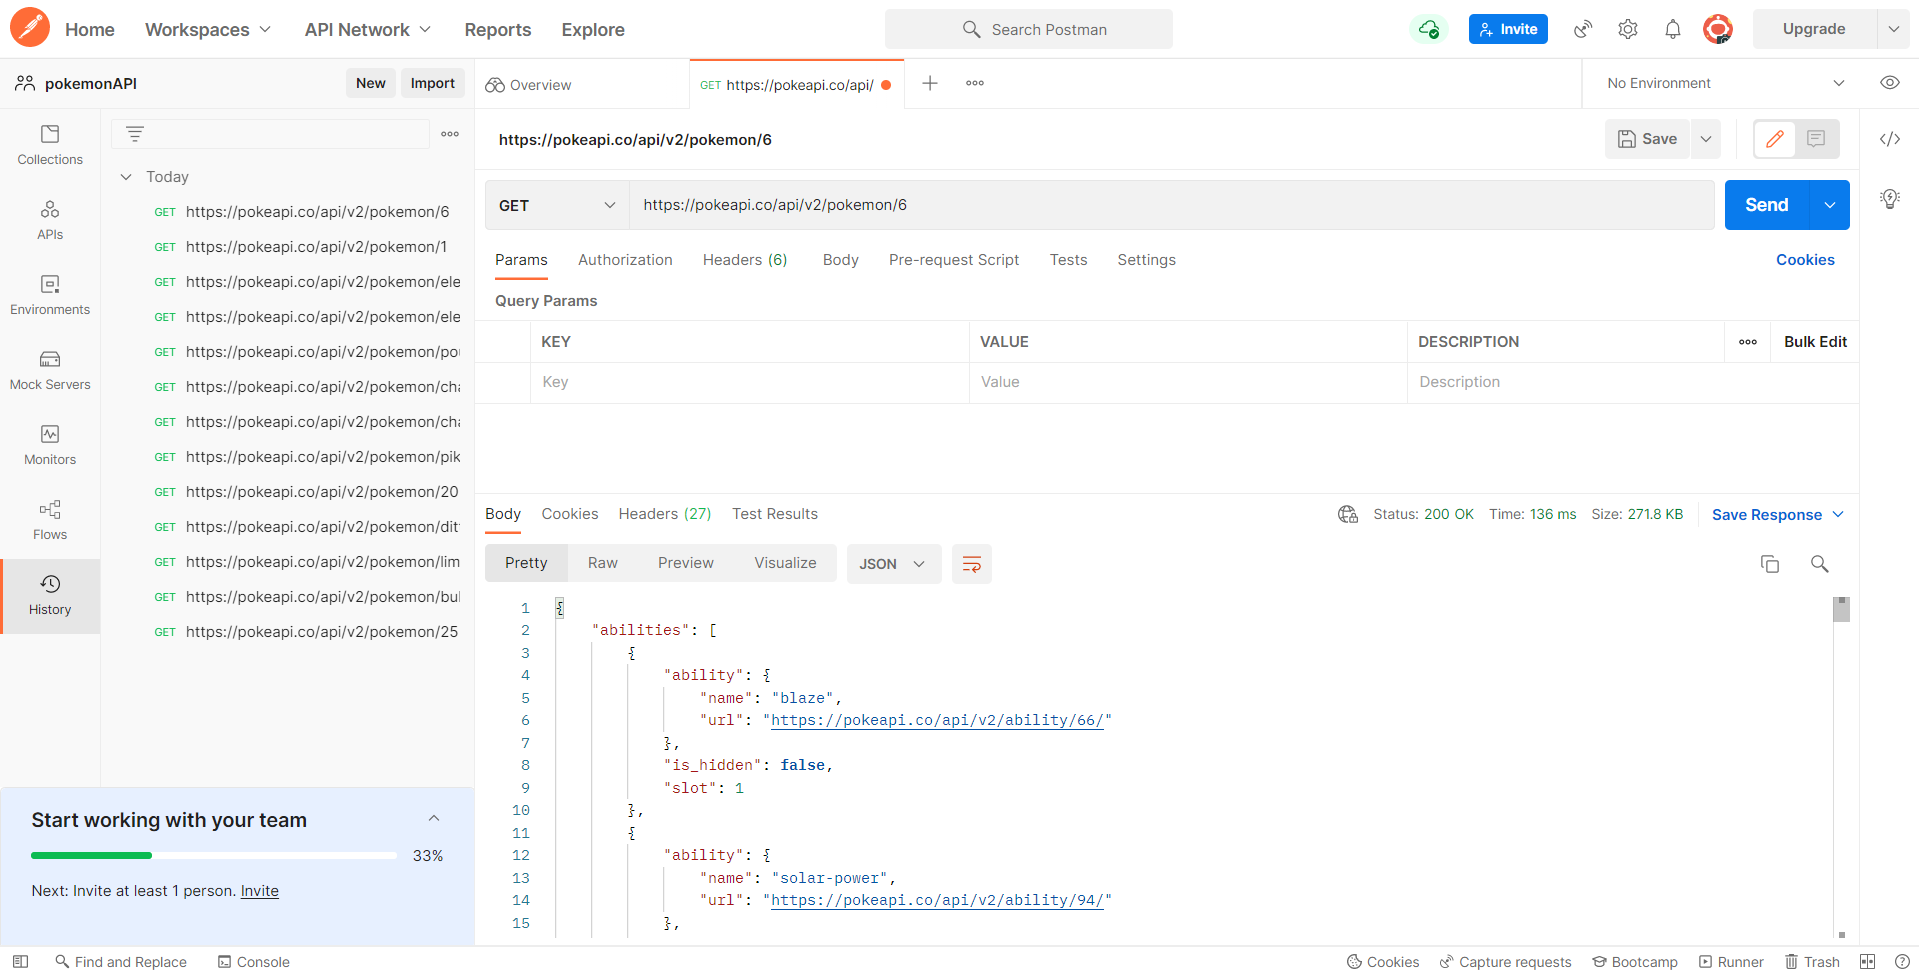 Home Workspaces API Network Reports Explore Search Postman Invite Upgrade
pokemonAPI New Import Overview GET https://pokeapi.co/api/ No Environment
Collections
APIs
Environments
Mock Servers
Monitors
Flows
History
Today
GET https://pokeapi.co/api/v2/pokemon/6
GET https://pokeapi.co/api/v2/pokemon/1
GET https://pokeapi.co/api/v2/pokemon/ele
GET https://pokeapi.co/api/v2/pokemon/ele
GET https://pokeapi.co/api/v2/pokemon/pou
GET https://pokeapi.co/api/v2/pokemon/cha
GET https://pokeapi.co/api/v2/pokemon/cha
GET https://pokeapi.co/api/v2/pokemon/pik
GET https://pokeapi.co/api/v2/pokemon/20
GET https://pokeapi.co/api/v2/pokemon/dit
GET https://pokeapi.co/api/v2/pokemon/lim
GET https://pokeapi.co/api/v2/pokemon/bul
GET https://pokeapi.co/api/v2/pokemon/25
Start working with your team
33%
Next: Invite at least 1 person. Invite
https://pokeapi.co/api/v2/pokemon/6 Save
GET https://pokeapi.co/api/v2/pokemon/6 Send
Params Authorization Headers (6) Body Pre-request Script Tests Settings Cookies
Query Params
KEY VALUE DESCRIPTION Bulk Edit
Key Value Description
Body Cookies Headers (27) Test Results Status: 200 OK Time: 136 ms Size: 271.8 KB Save Response
Pretty Raw Preview Visualize JSON
1 {
2 "abilities": [
3 {
4 "ability": {
5 "name": "blaze",
6 "url": "https://pokeapi.co/api/v2/ability/66/"
7 },
8 "is_hidden": false,
9 "slot": 1
10 },
11 {
12 "ability": {
13 "name": "solar-power",
14 "url": "https://pokeapi.co/api/v2/ability/94/"
15 },
Find and Replace Console Cookies Capture requests Bootcamp Runner Trash